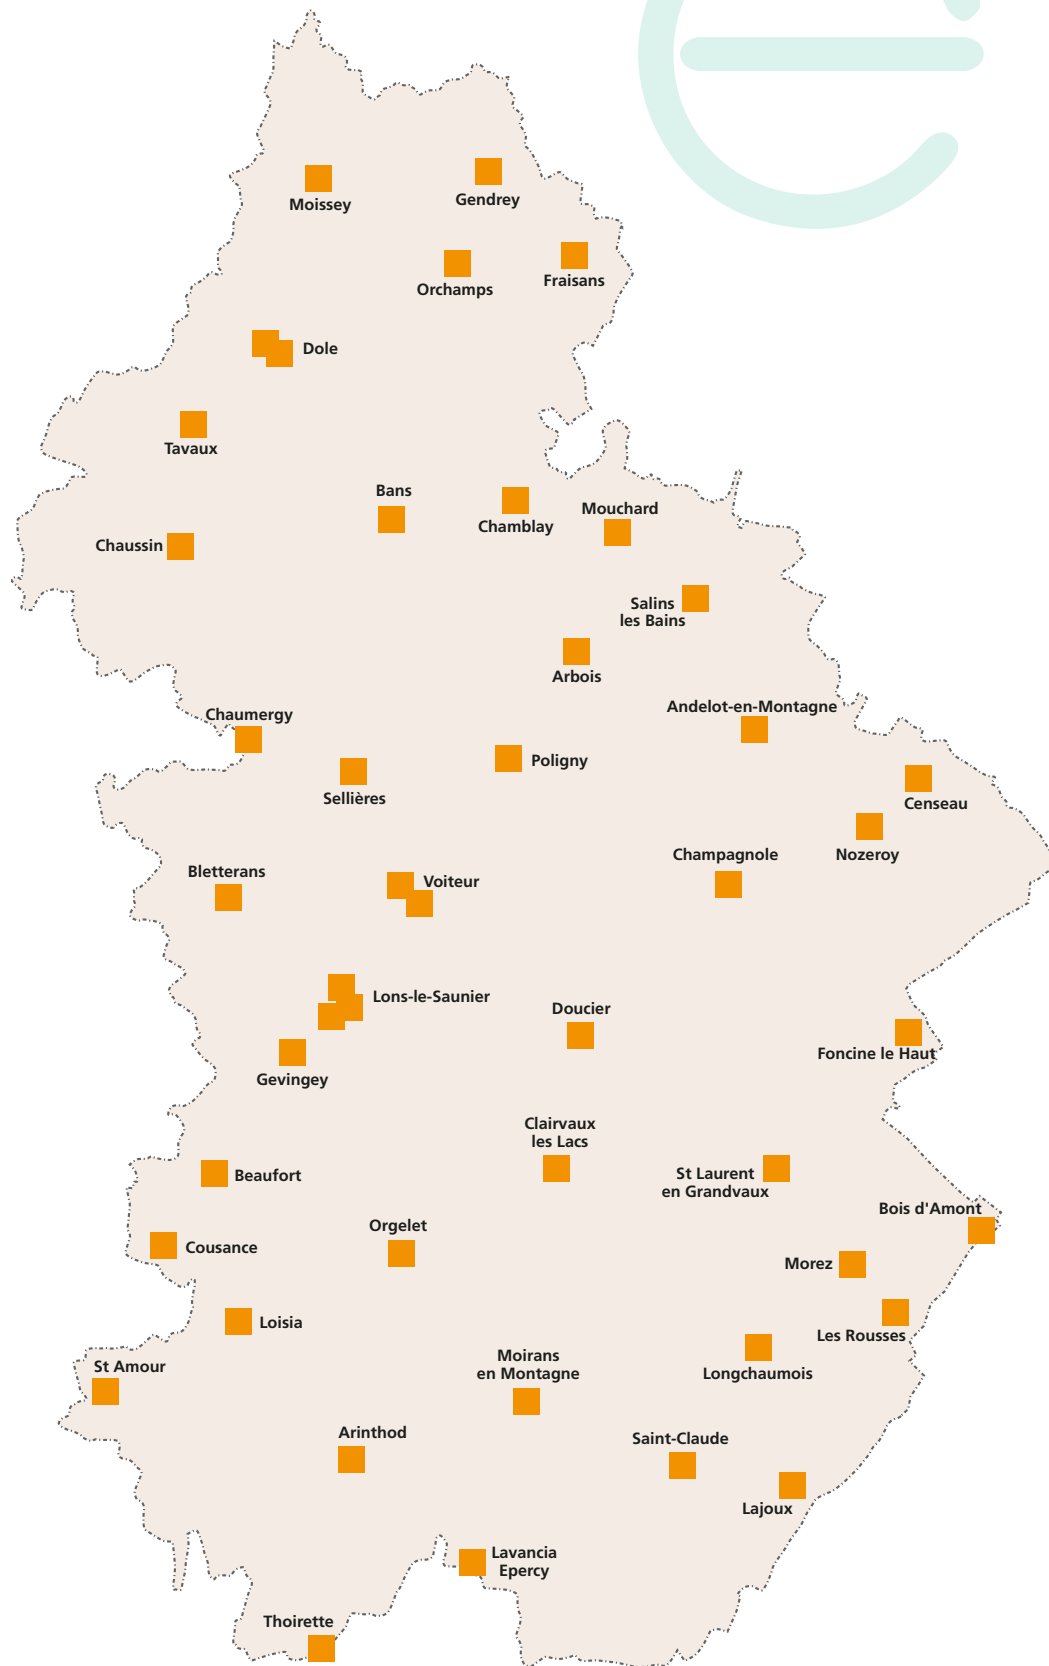 Moissey
Gendrey
Orchamps
Fraisans
Dole
Tavaux
Bans
Chamblay
Mouchard
Chaussin
Salins
les Bains
Arbois
Andelot-en-Montagne
Chaumergy
Poligny
Sellières
Censeau
Nozeroy
Champagnole
Bletterans
Voiteur
Lons-le-Saunier
Doucier
Foncine le Haut
Gevingey
Clairvaux
les Lacs
Beaufort
St Laurent
en Grandvaux
Bois d'Amont
Orgelet
Cousance
Morez
Loisia
Les Rousses
Moirans
en Montagne
St Amour
Longchaumois
Arinthod
Saint-Claude
Lajoux
Lavancia
Epercy
Thoirette